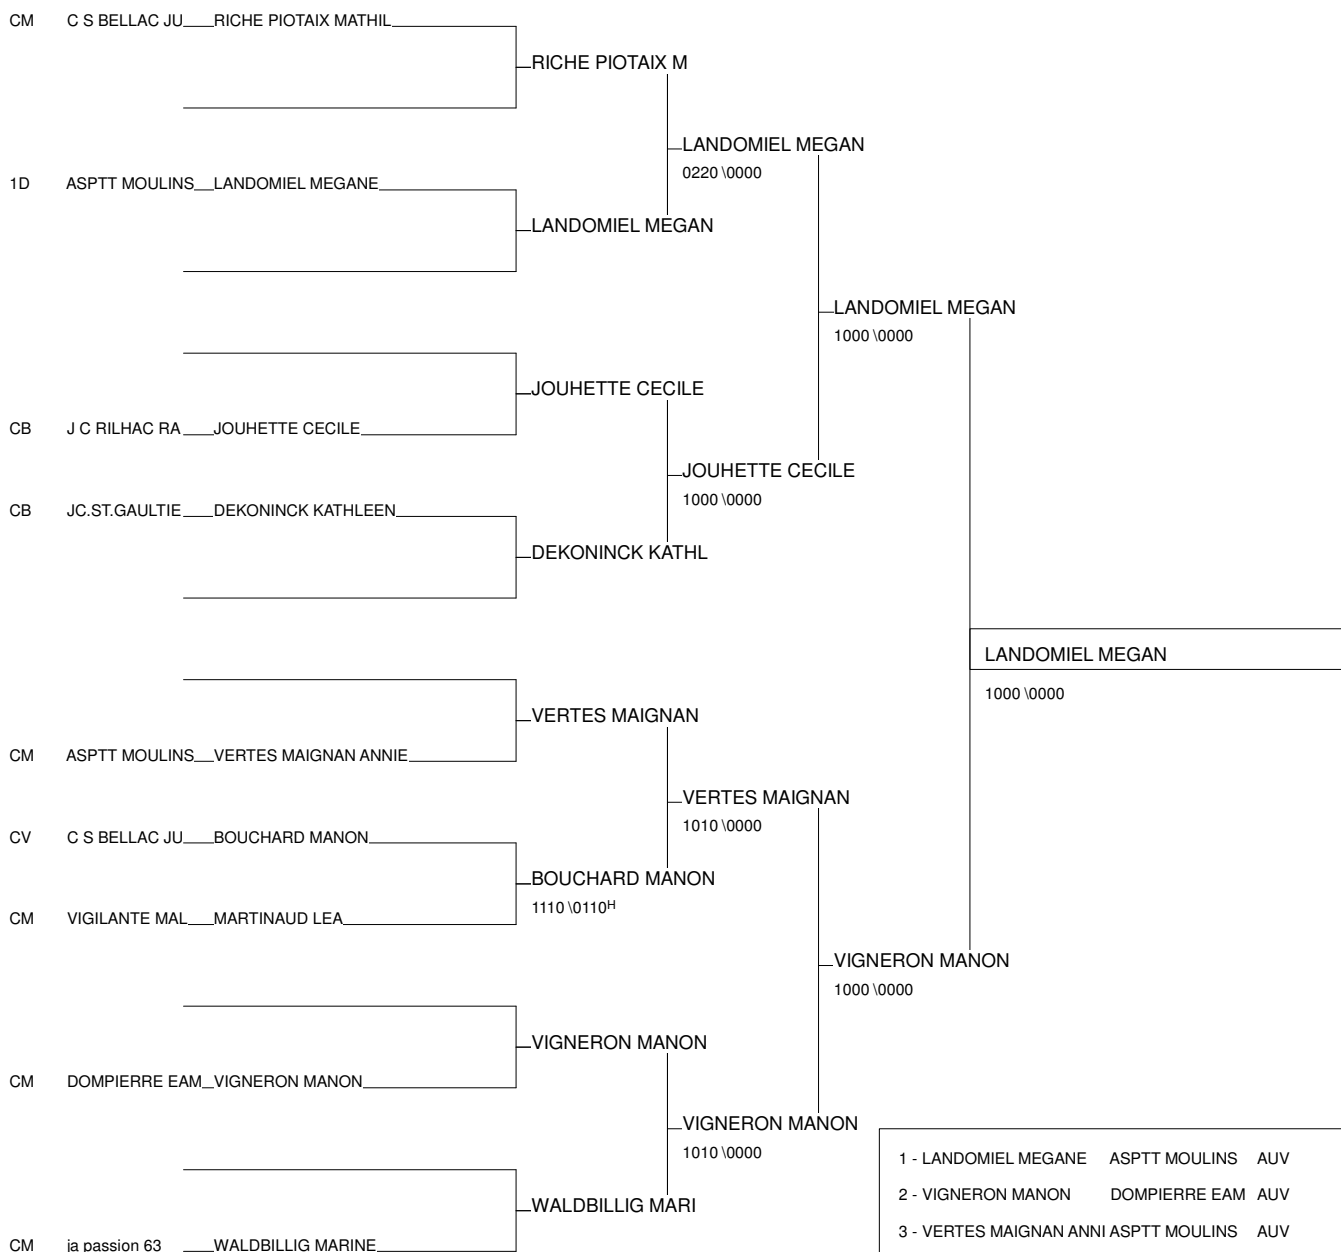 CM C S BELLAC JU RICHE PIOTAIX MATHIL
RICHE PIOTAIX M
LANDOMIEL MEGAN
0220 \0000
1D ASPTT MOULINS LANDOMIEL MEGANE
LANDOMIEL MEGAN
LANDOMIEL MEGAN
1000 \0000
JOUHETTE CECILE
CB J C RILHAC RA JOUHETTE CECILE
JOUHETTE CECILE
1000 \0000
CB JC.ST.GAULTIE DEKONINCK KATHLEEN
DEKONINCK KATHL
LANDOMIEL MEGAN
1000 \0000
VERTES MAIGNAN
CM ASPTT MOULINS VERTES MAIGNAN ANNIE
VERTES MAIGNAN
1010 \0000
CV C S BELLAC JU BOUCHARD MANON
BOUCHARD MANON
1110 \0110H
CM VIGILANTE MAL MARTINAUD LEA
VIGNERON MANON
1000 \0000
VIGNERON MANON
CM DOMPIERRE EAM VIGNERON MANON
VIGNERON MANON
1010 \0000
WALDBILLIG MARI
CM ja passion 63 WALDBILLIG MARINE
1 - LANDOMIEL MEGANE ASPTT MOULINS AUV
2 - VIGNERON MANON DOMPIERRE EAM AUV
3 - VERTES MAIGNAN ANNI ASPTT MOULINS AUV